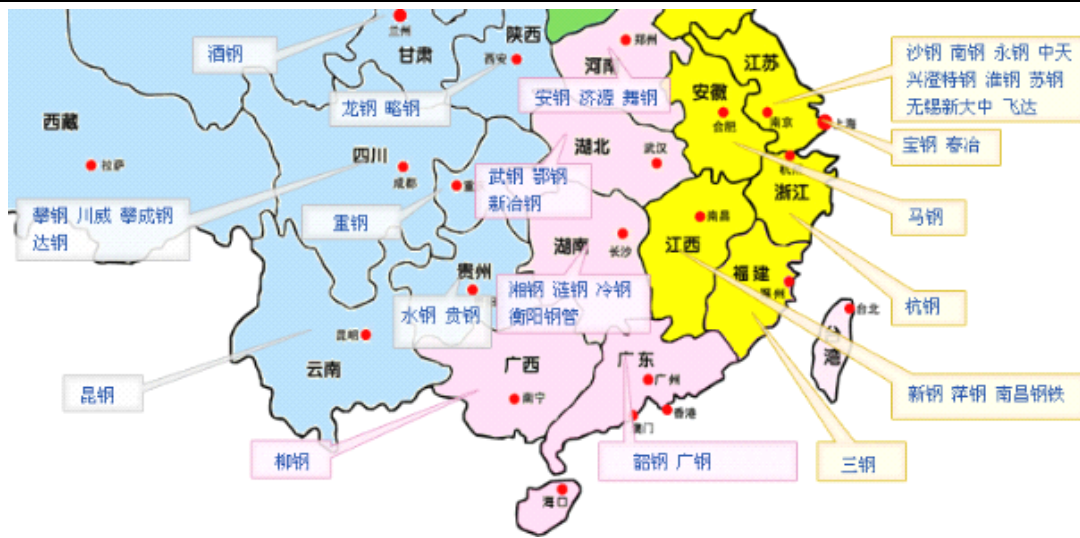 兰州
陕西
郑州
酒钢
甘肃
西安
河南
江苏
沙钢 南钢 永钢 中天
兴澄特钢 淮钢 苏钢
无锡新大中 飞达
龙钢 略钢
安钢 济源 舞钢
安徽
合肥
南京
上海
西藏
宝钢 春冶
湖北
武汉
四川
成都
拉萨
武钢 鄂钢
新冶钢
浙江
攀钢 川威 攀成钢
达钢
重钢
南昌
马钢
湖南
长沙
江西
贵州
福建
湘钢 涟钢 冷钢
衡阳钢管
水钢 贵钢
杭钢
台北
昆明
云南
广西
广东
昆钢
广州
南宁
香港
新钢 萍钢 南昌钢铁
柳钢
韶钢 广钢
三钢
海口